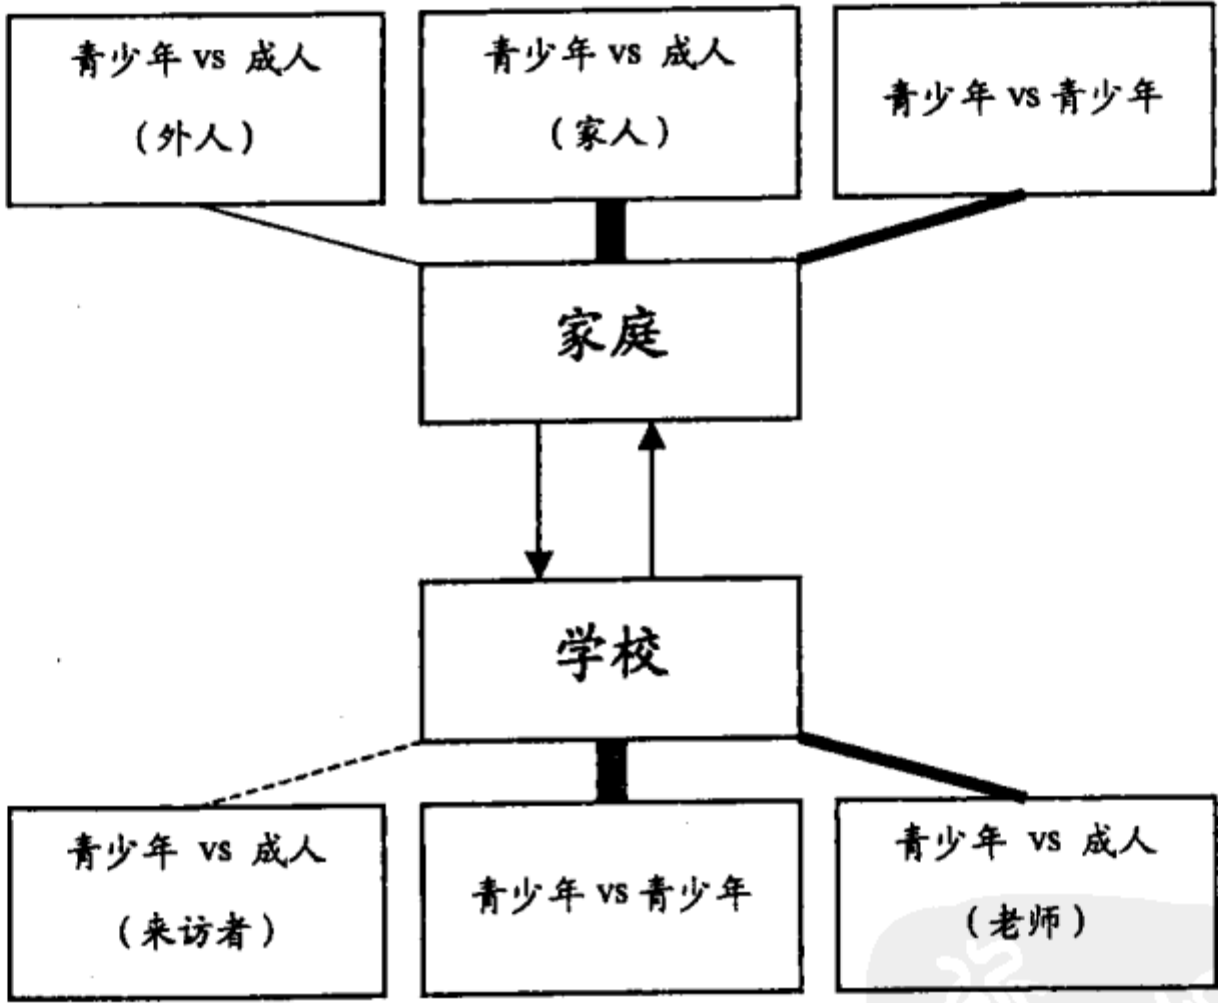 青少年 vs 成人
（外人）
青少年 vs 成人
（家人）
青少年 vs 青少年
家庭
学校
青少年 vs 成人
（来访者）
青少年 vs 青少年
青少年 vs 成人
（老师）